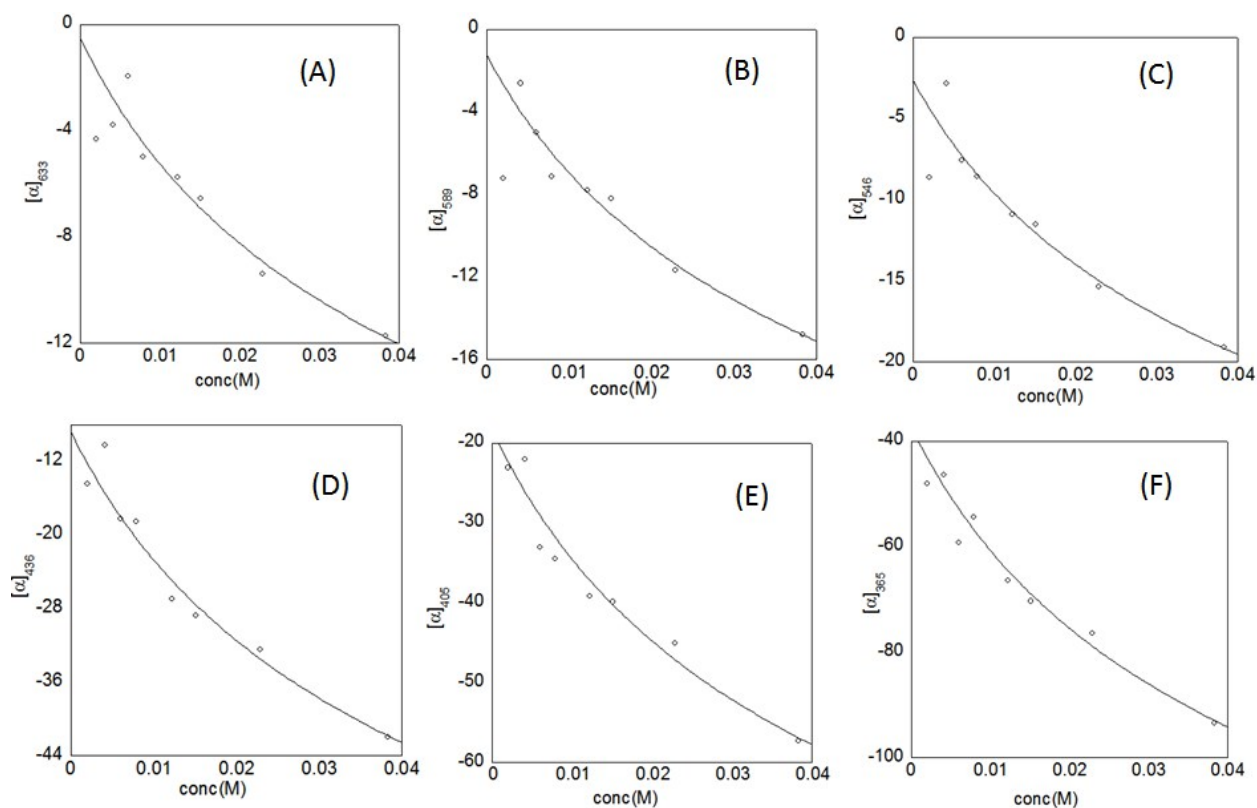 (A)
0
-4
-8
-12
[α]633
0 0.01 0.02 0.03 0.04
conc(M)
(B)
0
-4
-8
-12
-16
[α]589
0 0.01 0.02 0.03 0.04
conc(M)
(C)
0
-5
-10
-15
-20
[α]546
0 0.01 0.02 0.03 0.04
conc(M)
(D)
-12
-20
-28
-36
-44
[α]436
0 0.01 0.02 0.03 0.04
conc(M)
(E)
-20
-30
-40
-50
-60
[α]405
0 0.01 0.02 0.03 0.04
conc(M)
(F)
-40
-60
-80
-100
[α]365
0 0.01 0.02 0.03 0.04
conc(M)